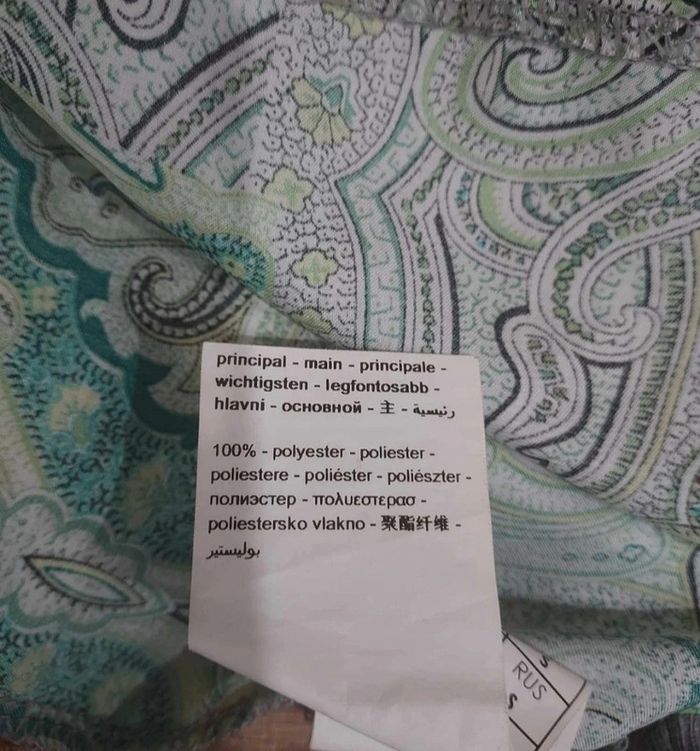 principal - main - principale -
wichtigsten - legfontosabb -
hlavni - основной - 主 - رئيسية
100% - polyester - poliester -
poliestere - poliéster - poliészter -
полиэстер - πολυεστερασ -
poliestersko vlakno - 聚酯纤维 -
بوليستير
S
RUS
S